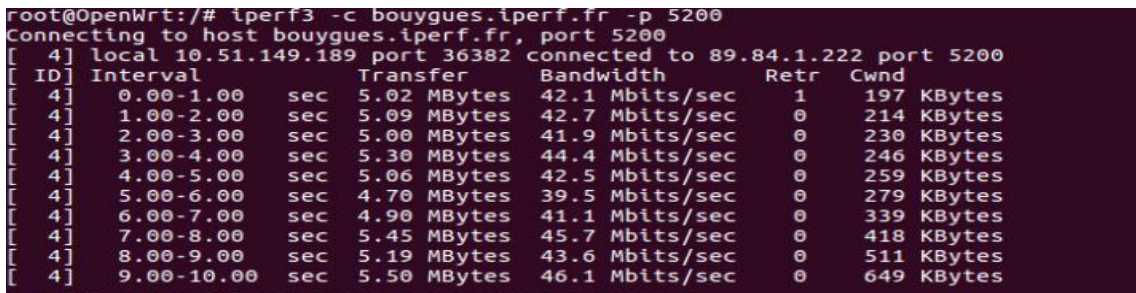 root@OpenWrt:/# iperf3 -c bouygues.iperf.fr -p 5200
Connecting to host bouygues.iperf.fr, port 5200
[  4] local 10.51.149.189 port 36382 connected to 89.84.1.222 port 5200
[ ID] Interval           Transfer     Bandwidth       Retr  Cwnd
[  4]   0.00-1.00   sec  5.02 MBytes  42.1 Mbits/sec    1    197 KBytes
[  4]   1.00-2.00   sec  5.09 MBytes  42.7 Mbits/sec    0    214 KBytes
[  4]   2.00-3.00   sec  5.00 MBytes  41.9 Mbits/sec    0    230 KBytes
[  4]   3.00-4.00   sec  5.30 MBytes  44.4 Mbits/sec    0    246 KBytes
[  4]   4.00-5.00   sec  5.06 MBytes  42.5 Mbits/sec    0    259 KBytes
[  4]   5.00-6.00   sec  4.70 MBytes  39.5 Mbits/sec    0    279 KBytes
[  4]   6.00-7.00   sec  4.90 MBytes  41.1 Mbits/sec    0    339 KBytes
[  4]   7.00-8.00   sec  5.45 MBytes  45.7 Mbits/sec    0    418 KBytes
[  4]   8.00-9.00   sec  5.19 MBytes  43.6 Mbits/sec    0    511 KBytes
[  4]   9.00-10.00  sec  5.50 MBytes  46.1 Mbits/sec    0    649 KBytes